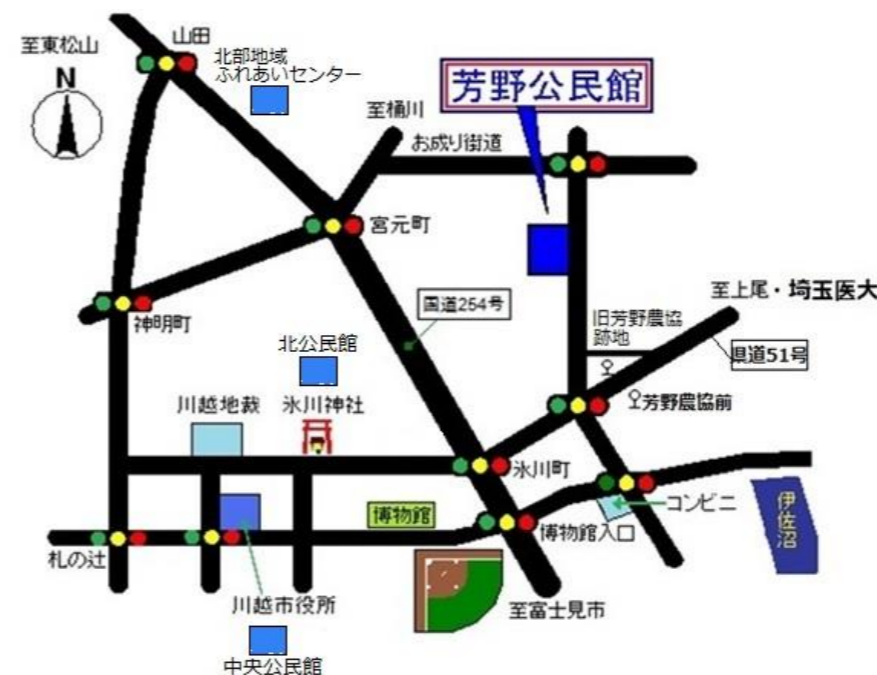 山田
至東松山
北部地域
ふれあいセンター
N
芳野公民館
至桶川
お成り街道
宮元町
至上尾・埼玉医大
国道254号
神明町
旧芳野農協
跡地
県道51号
北公民館
川越地裁
氷川神社
芳野農協前
氷川町
コンビニ
伊佐沼
博物館
博物館入口
札の辻
川越市役所
至富士見市
中央公民館